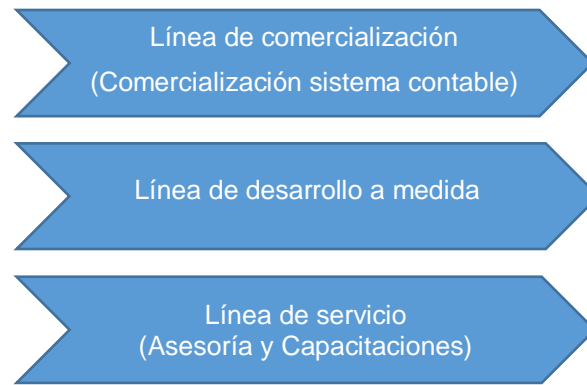 Línea de comercialización
(Comercialización sistema contable)
Línea de desarrollo a medida
Línea de servicio
(Asesoría y Capacitaciones)